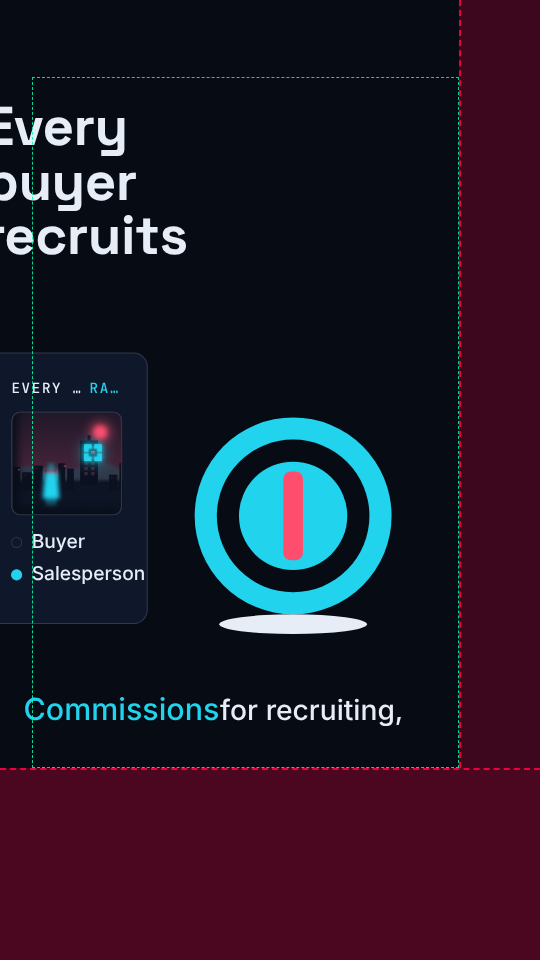 Every
buyer
recruits
EVERY … RA…
Buyer
Salesperson
Commissionsfor recruiting,